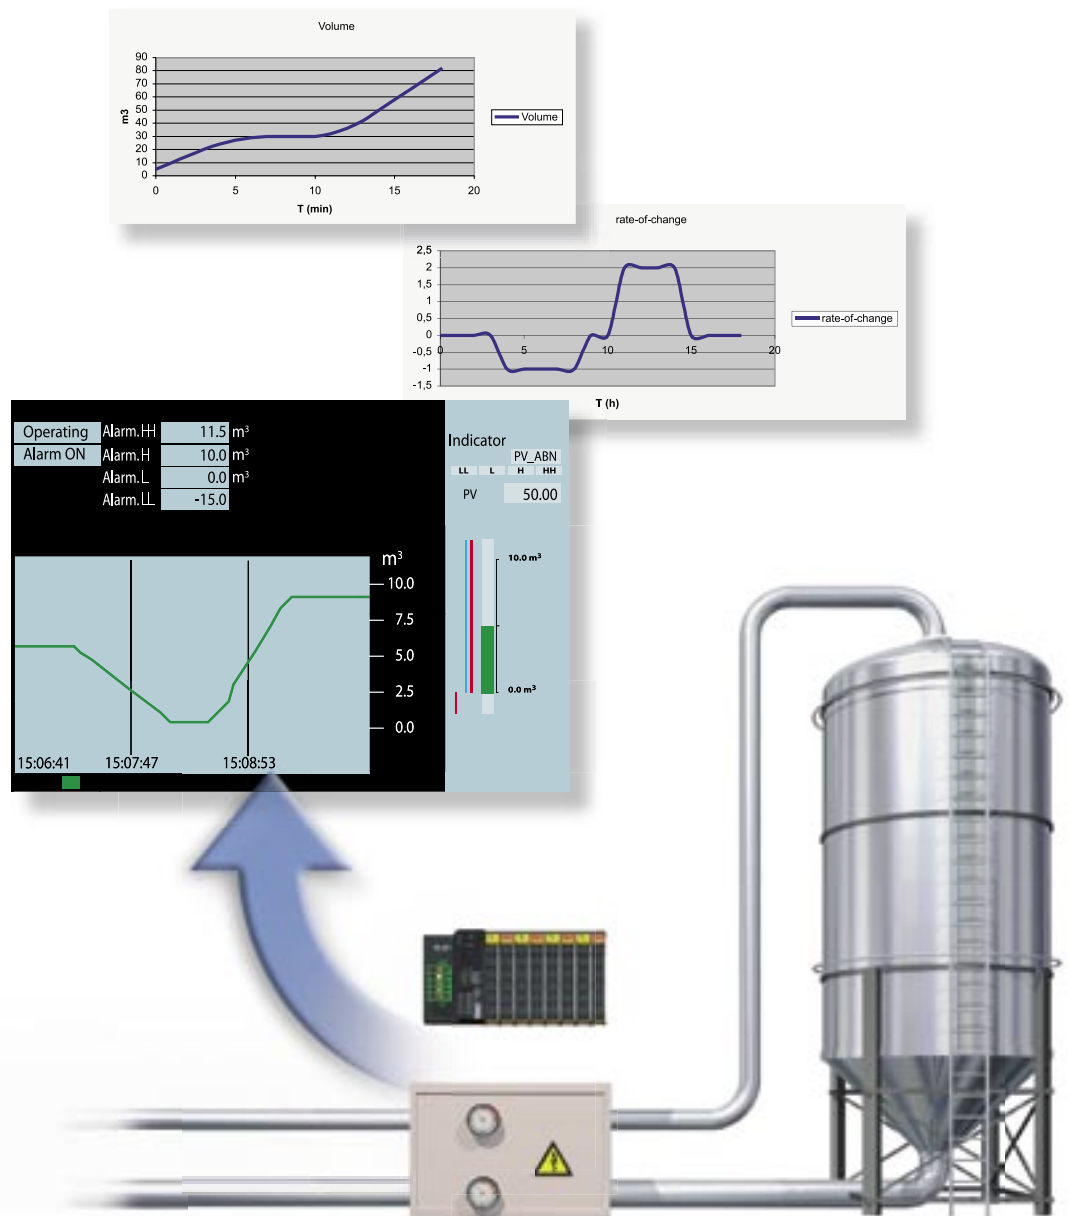 Volume
90
80
70
60
50
40
30
20
10
0
m3
0 5 10 15 20
T (min)
Volume
rate-of-change
2,5
2
1,5
1
0,5
0
-0,5
-1
-1,5
0 5 10 15 20
T (h)
rate-of-change
Operating Alarm.HH 11.5 m³
Alarm ON Alarm.H 10.0 m³
Alarm.L 0.0 m³
Alarm.LL -15.0
Indicator
PV_ABN
LL L H HH
PV 50.00
10.0 m³
0.0 m³
m³
10.0
7.5
5.0
2.5
0.0
15:06:41 15:07:47 15:08:53